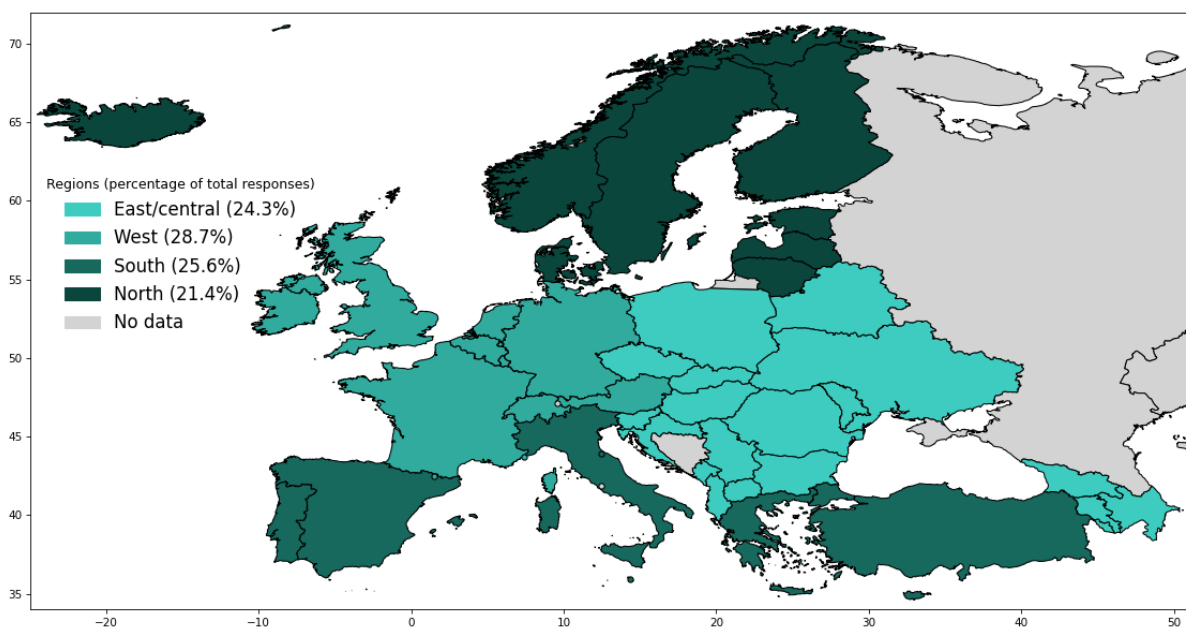 70
65
60
55
50
45
40
35
Regions (percentage of total responses)
East/central (24.3%)
West (28.7%)
South (25.6%)
North (21.4%)
No data
−20
−10
0
10
20
30
40
50